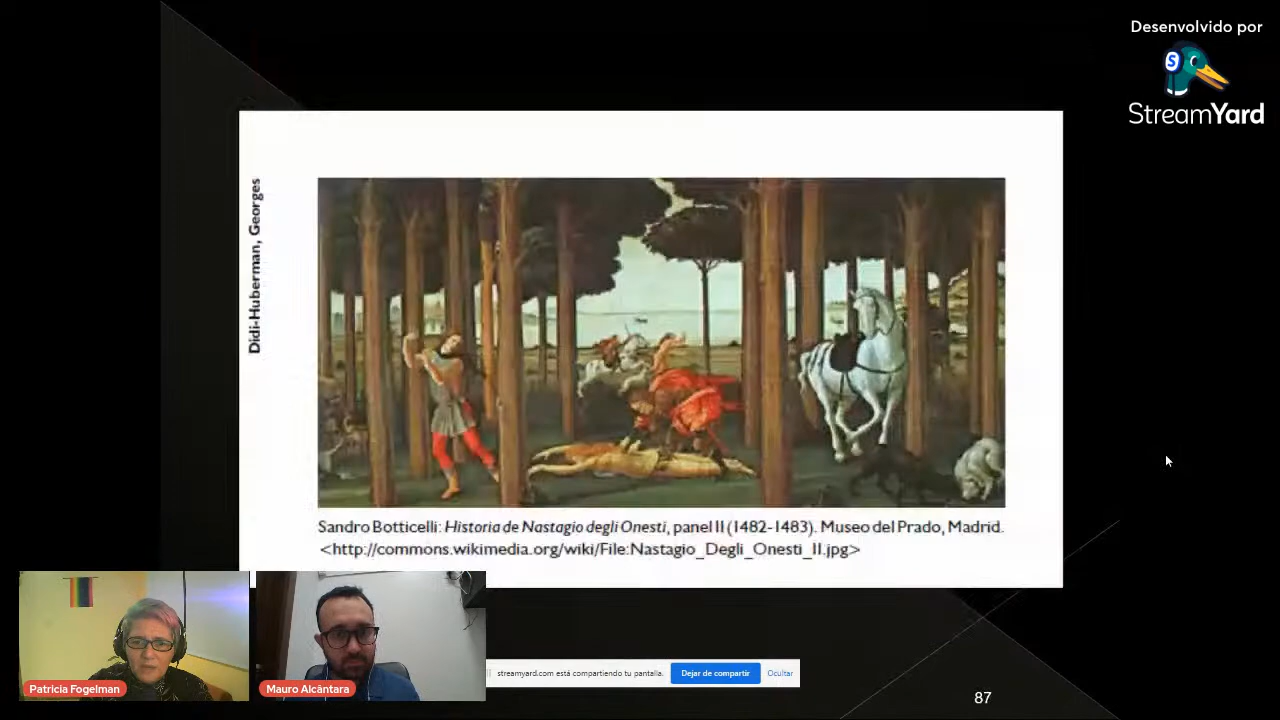 Desenvolvido por
StreamYard
Didi-Huberman, Georges
Sandro Botticelli: Historia de Nastagio degli Onesti, panel II (1482-1483). Museo del Prado, Madrid.
<http://commons.wikimedia.org/wiki/File:Nastagio_Degli_Onesti_II.jpg>
Patricia Fogelman
Mauro Alcântara
streamyard.com está compartiendo tu pantalla.
Dejar de compartir
Ocultar
87